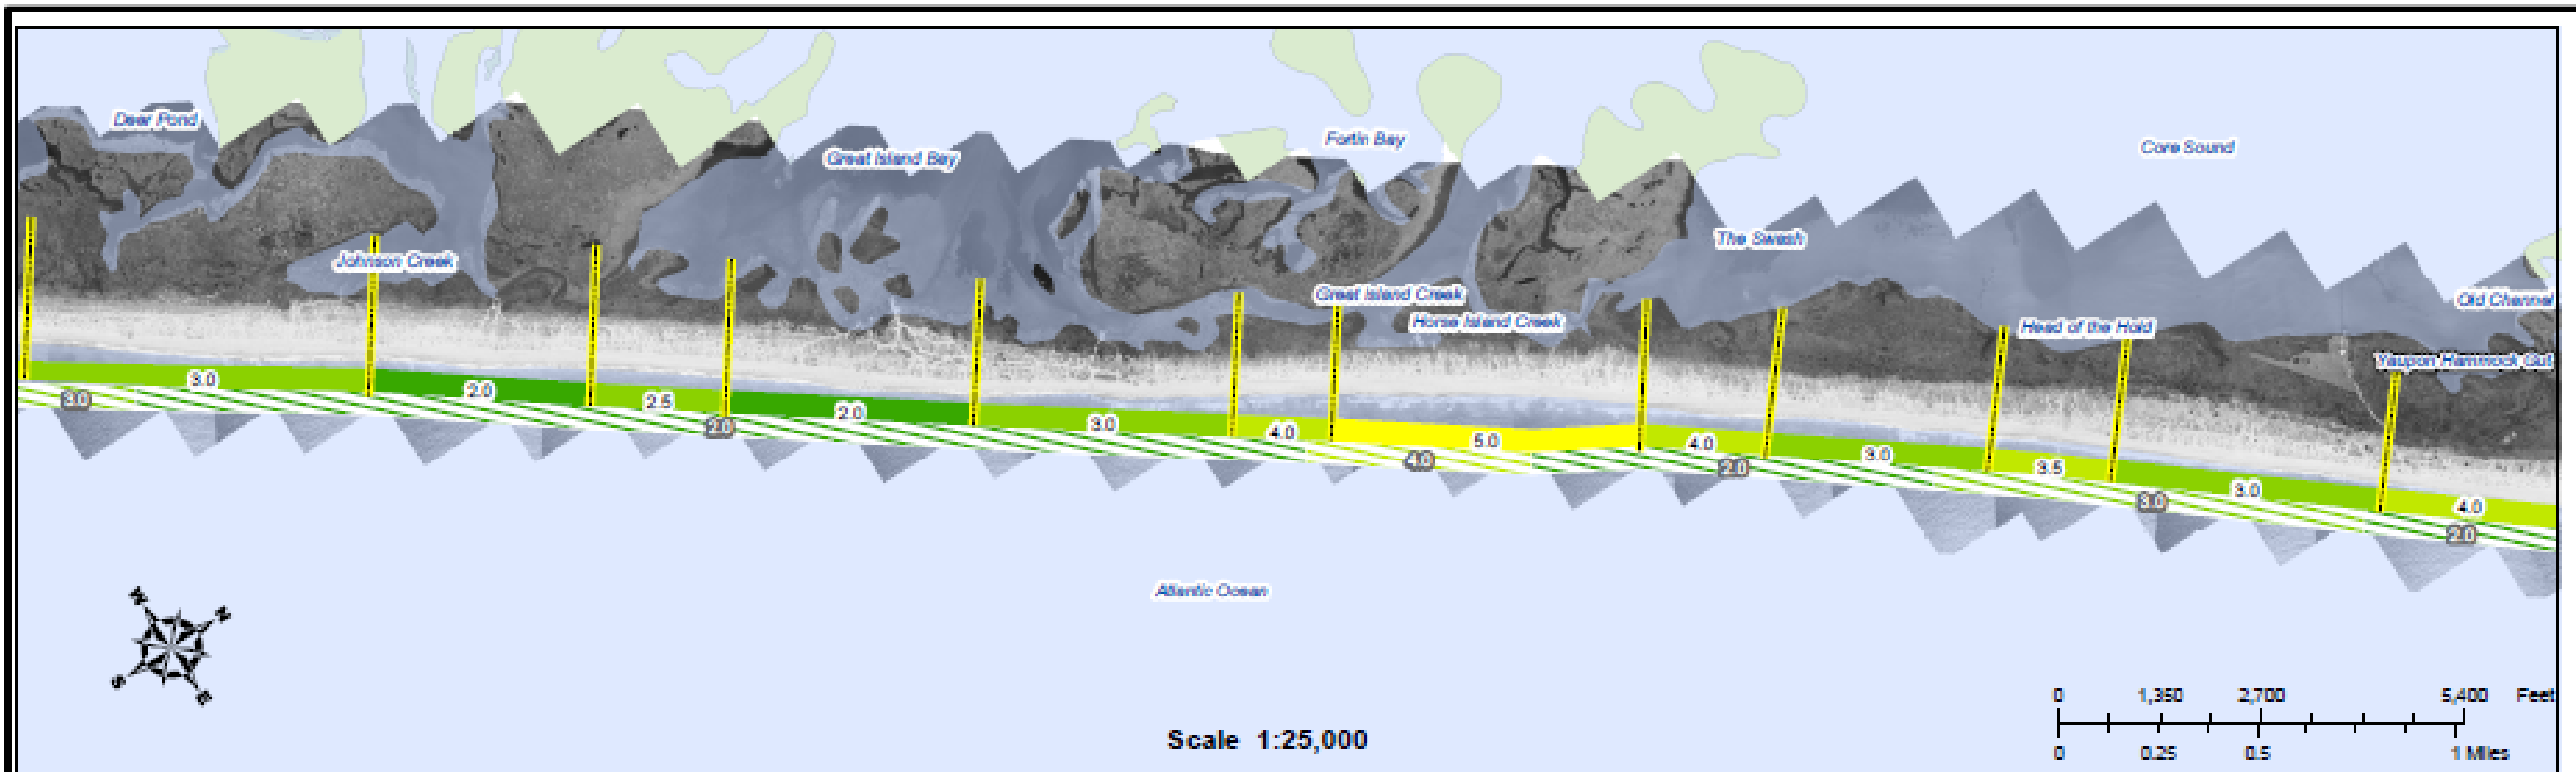 Deer Pond
Fortin Bay
Core Sound
Great Island Bay
The Swash
Johnson Creek
Great Island Creek
Old Channel
Horse Island Creek
Head of the Hold
Yaupon Hammock Gut
3.0
2.0
2.5
2.0
3.0
4.0
5.0
4.0
3.0
3.5
3.0
4.0
3.0
2.0
4.0
2.0
3.0
2.0
Atlantic Ocean
N
S
E
0 1,350 2,700 5,400 Feet
Scale 1:25,000
0 0.25 0.5 1 Miles